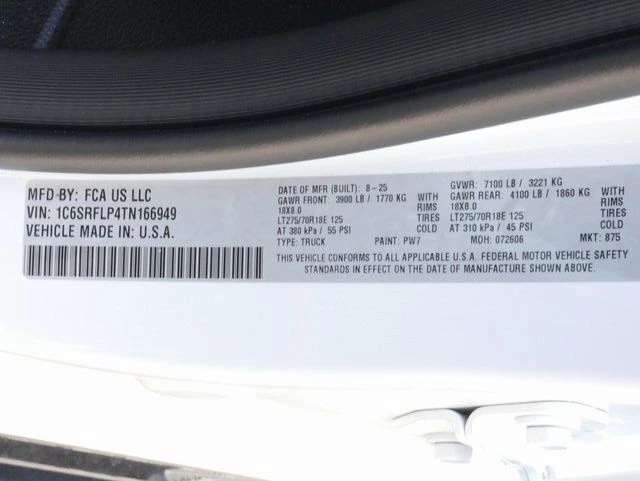 MFD BY: FCA US LLC
VIN: 1C6SRFLP4TN166949
VEHICLE MADE IN: U.S.A.
DATE OF MFR (BUILT): 8-25
GAWR FRONT: 3900 LB / 1770 KG WITH
18X8.0 RIMS
LT275/70R18E 125 TIRES
AT 380 kPa / 55 PSI COLD
TYPE: TRUCK PAINT: PW7
GVWR: 7100 LB / 3221 KG
GAWR REAR: 4100 LB / 1860 KG WITH
18X8.0 RIMS
LT275/70R18E 125 TIRES
AT 310 kPa / 45 PSI COLD
MDH: 072606 MKT: 875
THIS VEHICLE CONFORMS TO ALL APPLICABLE U.S.A. FEDERAL MOTOR VEHICLE SAFETY
STANDARDS IN EFFECT ON THE DATE OF MANUFACTURE SHOWN ABOVE.